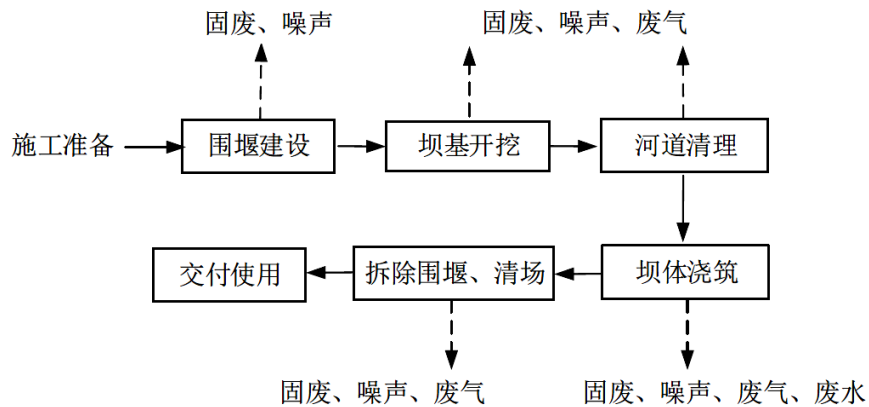 固废、噪声
固废、噪声、废气
施工准备
围堰建设
坝基开挖
河道清理
交付使用
拆除围堰、清场
坝体浇筑
固废、噪声、废气
固废、噪声、废气、废水